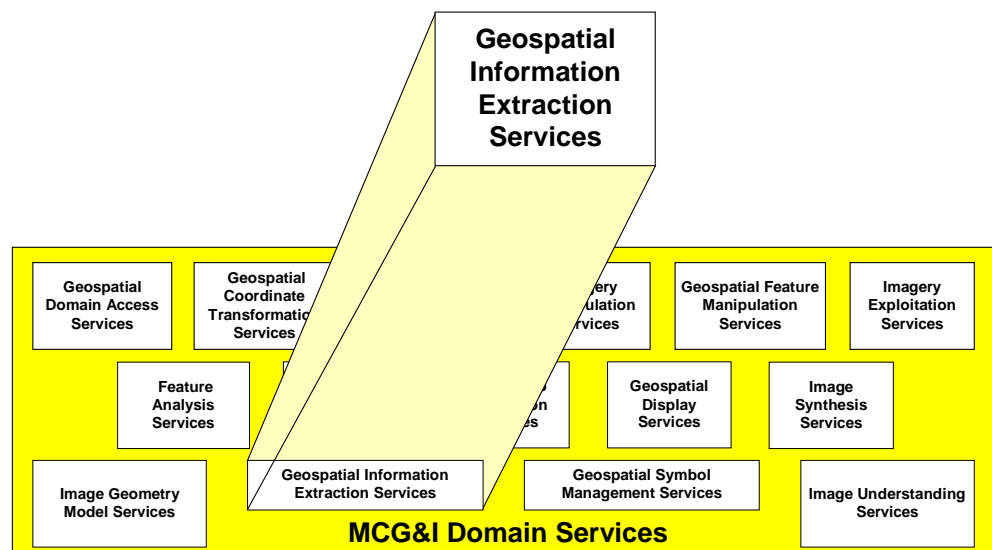 Geospatial
Information
Extraction
Services
Geospatial
Domain Access
Services
Geospatial
Coordinate
Services
Geospatial Feature
Manipulation
Services
Imagery
Exploitation
Services
Feature
Analysis
Services
Geospatial
Display
Services
Image
Synthesis
Services
Image Geometry
Model Services
Geospatial Information
Extraction Services
Geospatial Symbol
Management Services
Image Understanding
Services
MCG&I Domain Services